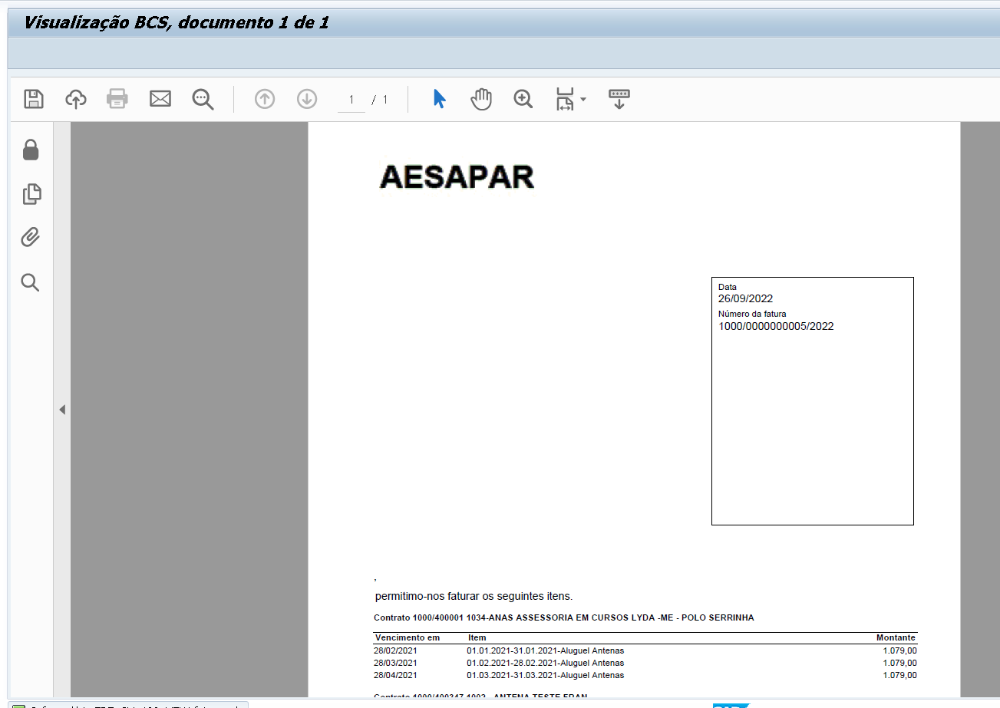 Visualização BCS, documento 1 de 1
1 / 1
AESAPAR
Data
26/09/2022
Número da fatura
1000/0000000005/2022
,
permitimo-nos faturar os seguintes itens.
Contrato 1000/400001 1034-ANAS ASSESSORIA EM CURSOS LYDA -ME - POLO SERRINHA
Vencimento em Item Montante
28/02/2021 01.01.2021-31.01.2021-Aluguel Antenas 1.079,00
28/03/2021 01.02.2021-28.02.2021-Aluguel Antenas 1.079,00
28/04/2021 01.03.2021-31.03.2021-Aluguel Antenas 1.079,00
Contrato 1000/400347 1002 - ANTENA TESTE FRAN